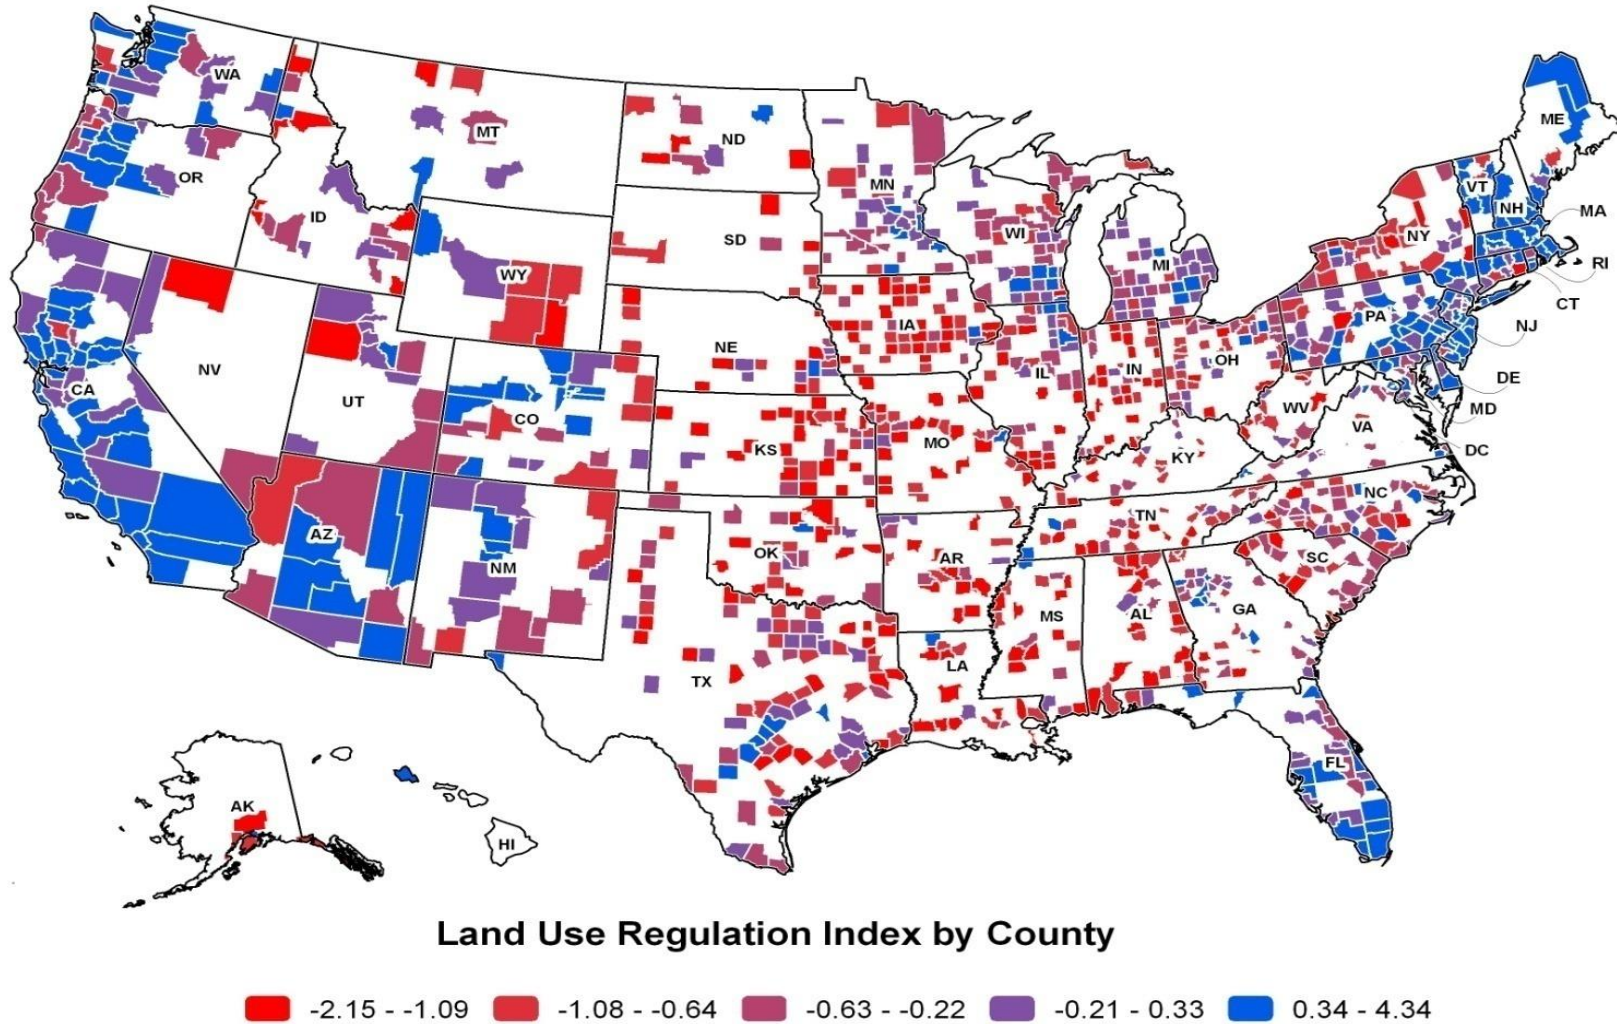 WA
MT
ND
ME
OR
ID
MN
VT
NH
MA
SD
WI
NY
WY
MI
RI
CT
IA
PA
NV
NE
NJ
CA
UT
CO
IL
IN
OH
DE
MD
WV
VA
KS
MO
KY
DC
AZ
NM
OK
AR
TN
NC
SC
MS
AL
GA
LA
TX
FL
AK
HI
Land Use Regulation Index by County
-2.15 - -1.09 -1.08 - -0.64 -0.63 - -0.22 -0.21 - 0.33 0.34 - 4.34